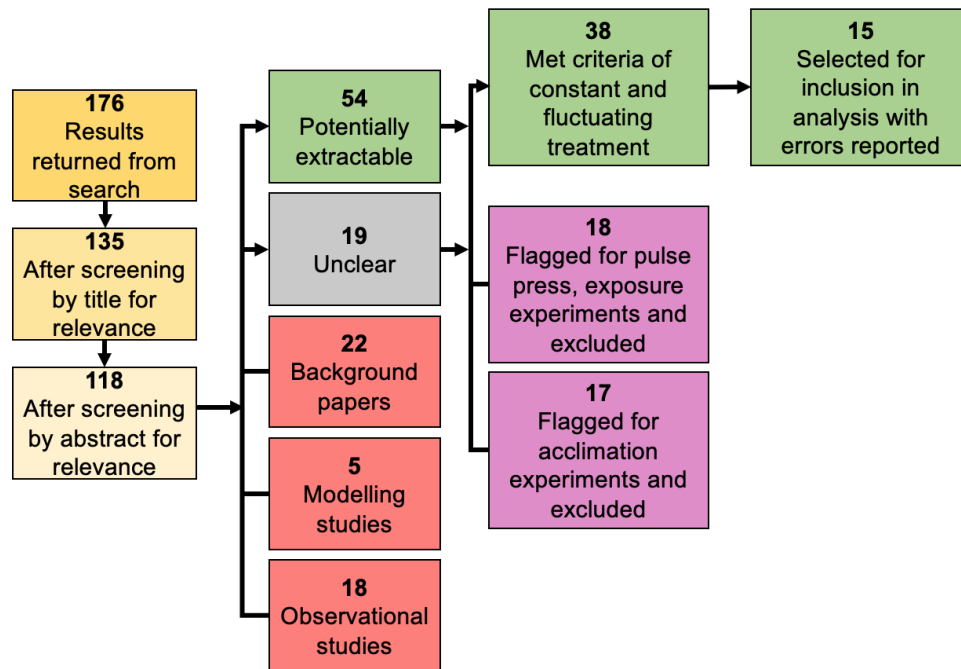 176
Results
returned from
search
135
After screening
by title for
relevance
118
After screening
by abstract for
relevance
54
Potentially
extractable
19
Unclear
22
Background
papers
5
Modelling
studies
18
Observational
studies
38
Met criteria of
constant and
fluctuating
treatment
18
Flagged for pulse
press, exposure
experiments and
excluded
17
Flagged for
acclimation
experiments and
excluded
15
Selected for
inclusion in
analysis with
errors reported